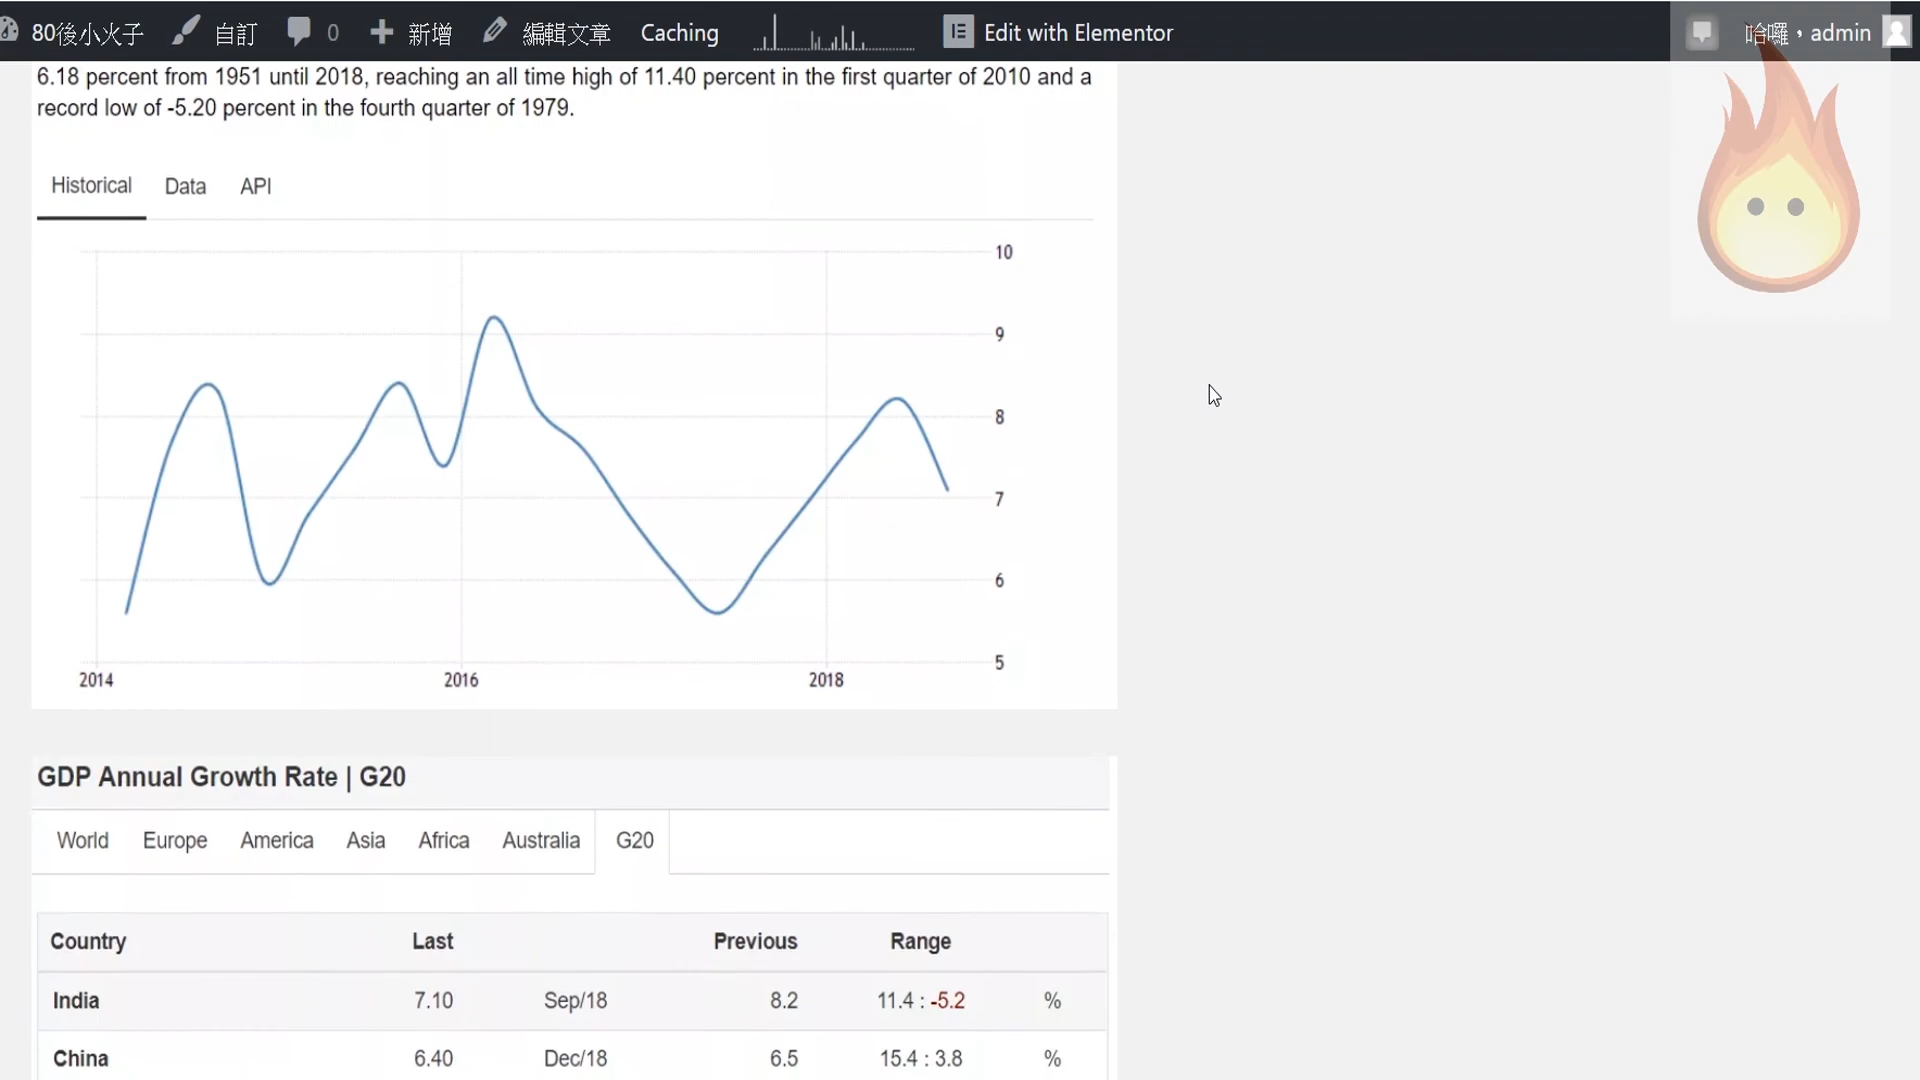 80後小火子 自訂 0 新增 編輯文章 Caching Edit with Elementor 哈囉，admin
6.18 percent from 1951 until 2018, reaching an all time high of 11.40 percent in the first quarter of 2010 and a
record low of -5.20 percent in the fourth quarter of 1979.
Historical Data API
10
9
8
7
6
5
2014 2016 2018
GDP Annual Growth Rate | G20
World Europe America Asia Africa Australia G20
Country Last Previous Range
India 7.10 Sep/18 8.2 11.4 : -5.2 %
China 6.40 Dec/18 6.5 15.4 : 3.8 %